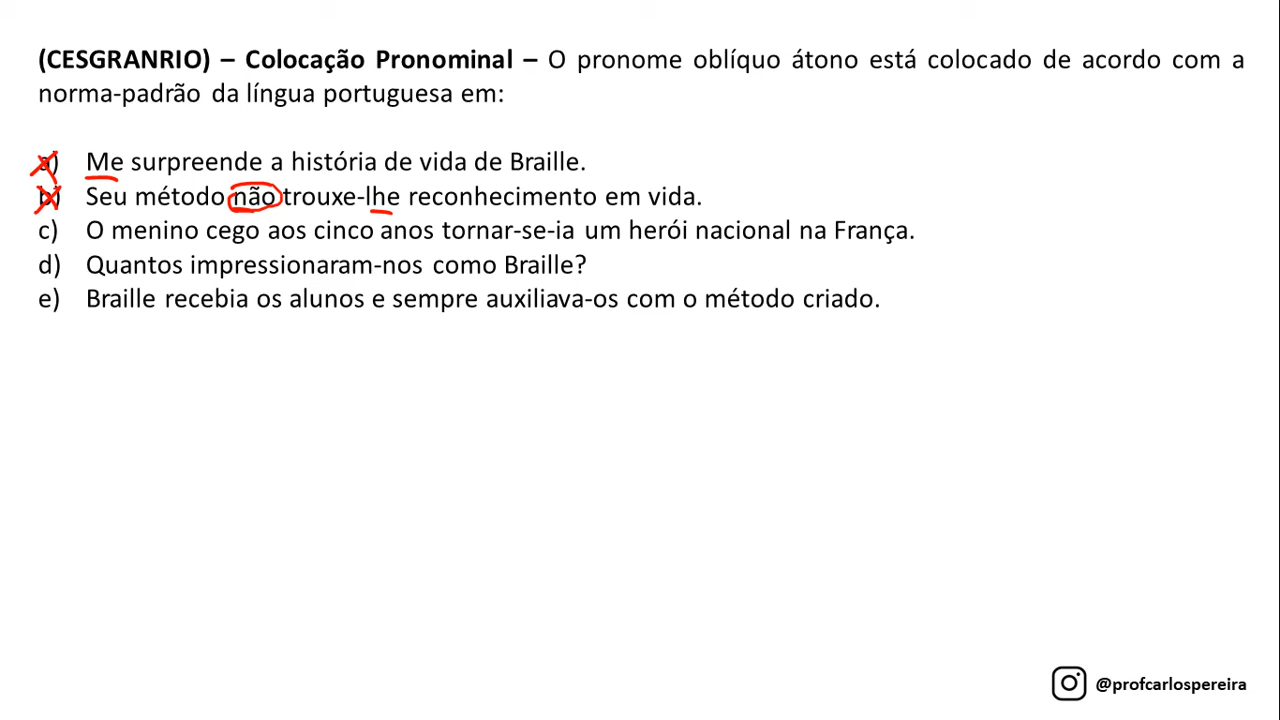 (CESGRANRIO) – Colocação Pronominal – O pronome oblíquo átono está colocado de acordo com a
norma-padrão da língua portuguesa em:
a) Me surpreende a história de vida de Braille.
b) Seu método não trouxe-lhe reconhecimento em vida.
c) O menino cego aos cinco anos tornar-se-ia um herói nacional na França.
d) Quantos impressionaram-nos como Braille?
e) Braille recebia os alunos e sempre auxiliava-os com o método criado.
@profcarlospereira